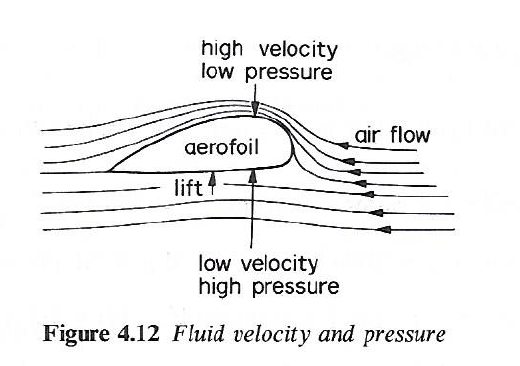 high velocity
low pressure
air flow
aerofoil
lift
low velocity
high pressure
Figure 4.12 Fluid velocity and pressure